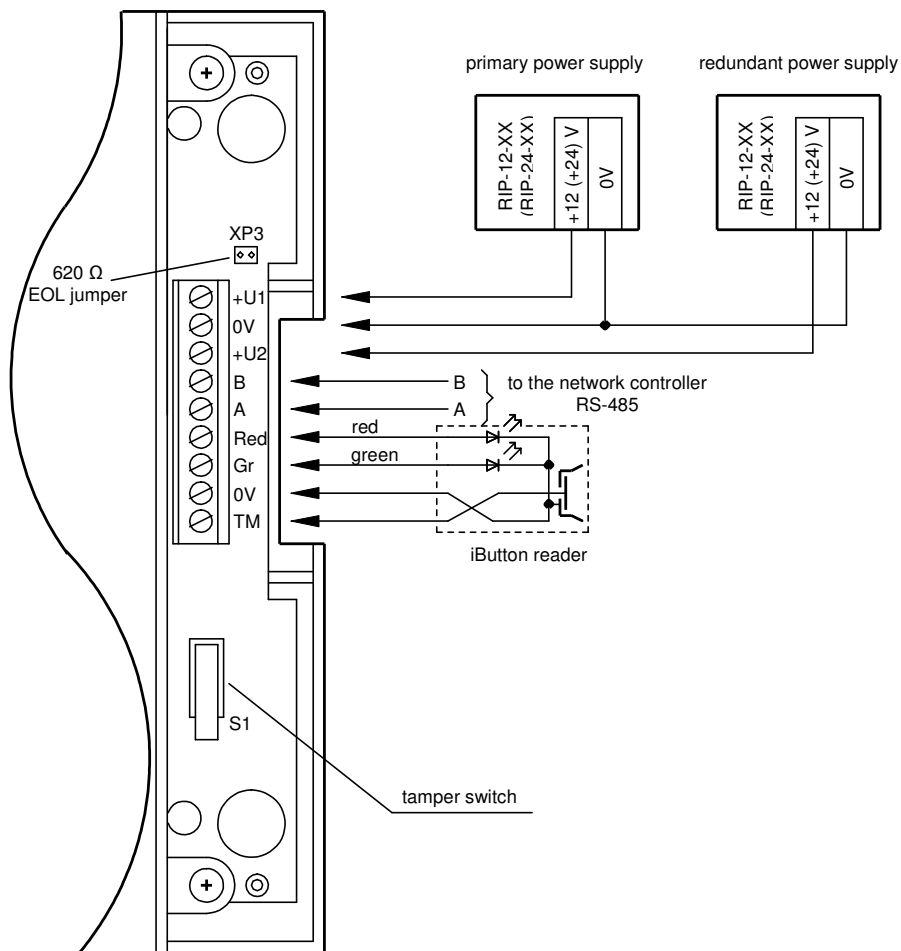 primary power supply
redundant power supply
RIP-12-XX
(RIP-24-XX)
+12 (+24) V
0V
RIP-12-XX
(RIP-24-XX)
+12 (+24) V
0V
XP3
620 Ω
EOL jumper
+U1
0V
+U2
B
A
Red
Gr
0V
TM
B
A
to the network controller
RS-485
red
green
iButton reader
S1
tamper switch